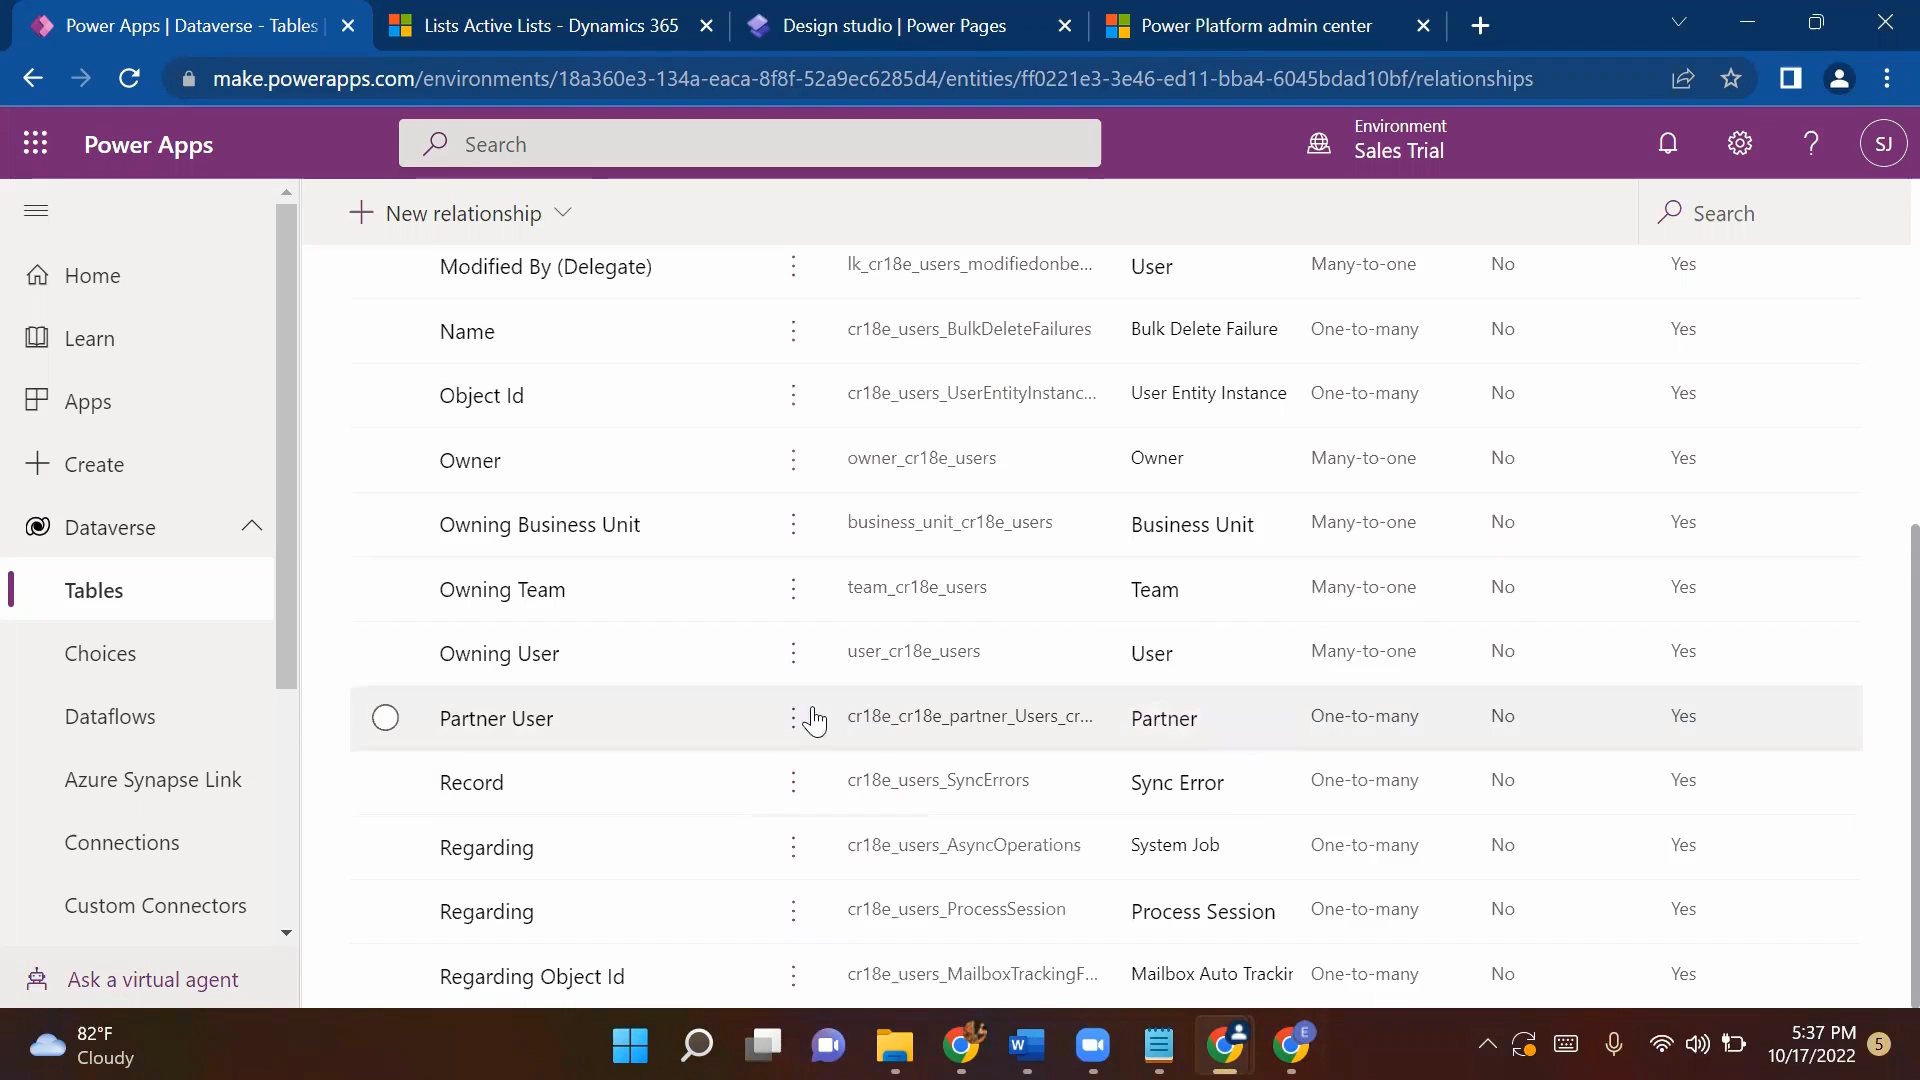 Power Apps | Dataverse - Tables |
Lists Active Lists - Dynamics 365
Design studio | Power Pages
Power Platform admin center
make.powerapps.com/environments/18a360e3-134a-eaca-8f8f-52a9ec6285d4/entities/ff0221e3-3e46-ed11-bba4-6045bdad10bf/relationships
Power Apps
Search
Environment
Sales Trial
SJ
New relationship
Search
Home
Learn
Apps
Create
Dataverse
Tables
Choices
Dataflows
Azure Synapse Link
Connections
Custom Connectors
Ask a virtual agent
Modified By (Delegate) lk_cr18e_users_modifiedonbe... User Many-to-one No Yes
Name cr18e_users_BulkDeleteFailures Bulk Delete Failure One-to-many No Yes
Object Id cr18e_users_UserEntityInstanc... User Entity Instance One-to-many No Yes
Owner owner_cr18e_users Owner Many-to-one No Yes
Owning Business Unit business_unit_cr18e_users Business Unit Many-to-one No Yes
Owning Team team_cr18e_users Team Many-to-one No Yes
Owning User user_cr18e_users User Many-to-one No Yes
Partner User cr18e_cr18e_partner_Users_cr... Partner One-to-many No Yes
Record cr18e_users_SyncErrors Sync Error One-to-many No Yes
Regarding cr18e_users_AsyncOperations System Job One-to-many No Yes
Regarding cr18e_users_ProcessSession Process Session One-to-many No Yes
Regarding Object Id cr18e_users_MailboxTrackingF... Mailbox Auto Trackir One-to-many No Yes
82°F
Cloudy
W
E
5:37 PM
10/17/2022
5